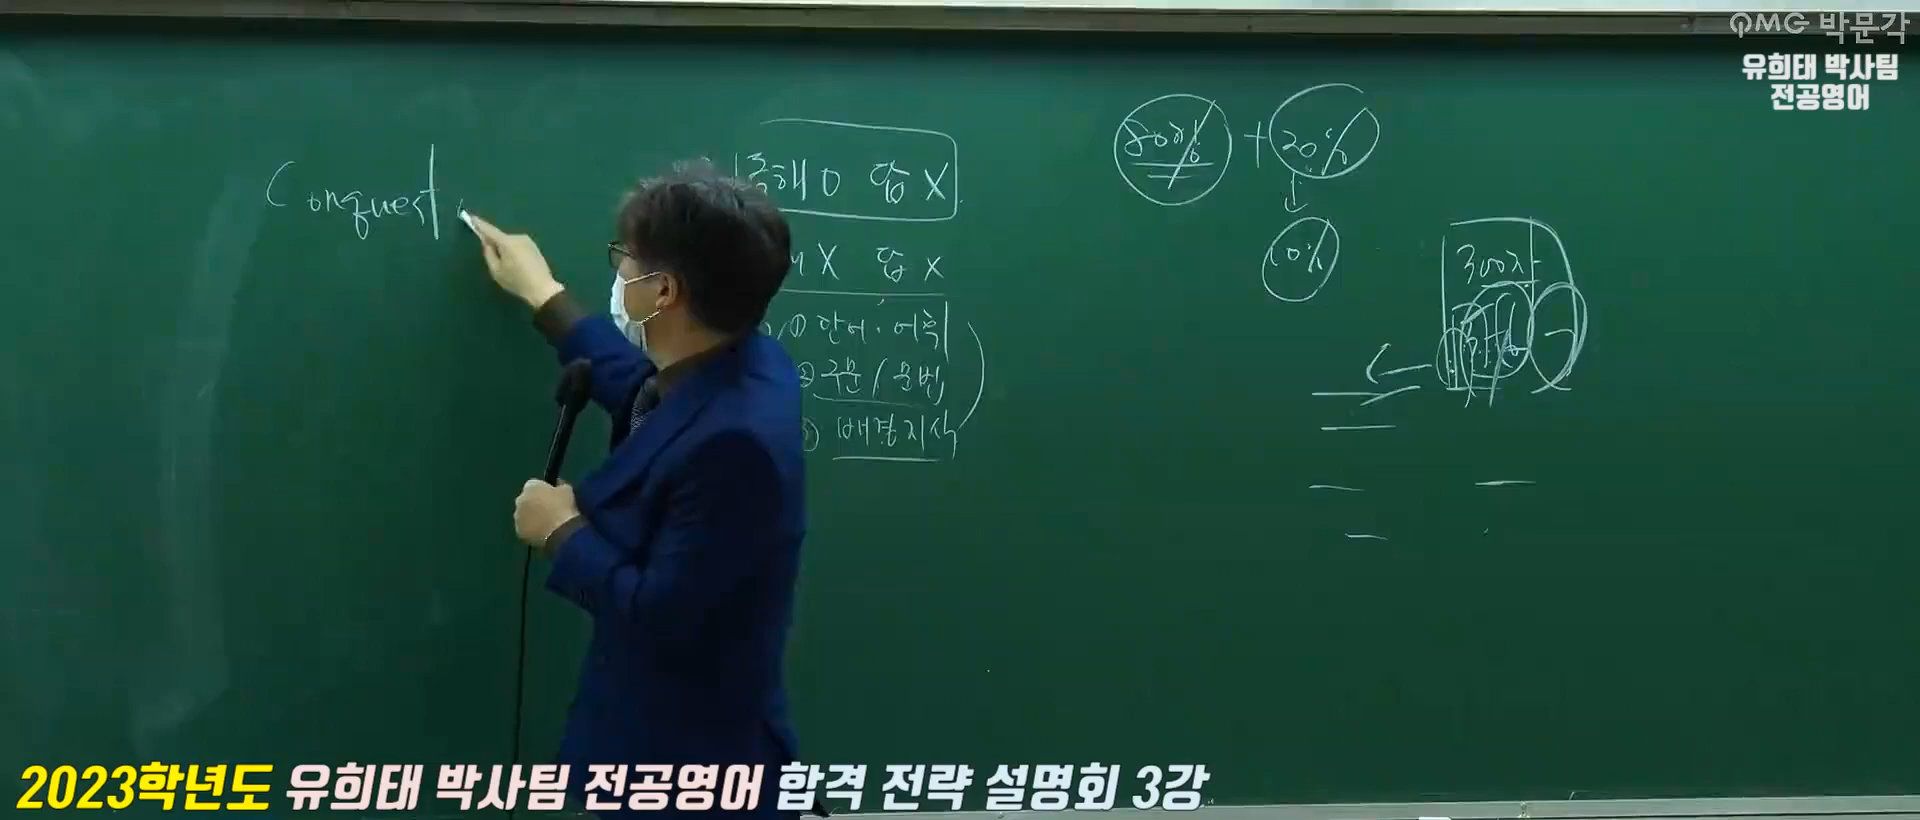 PMG 박문각
유희태 박사팀
전공영어
Conquest
해 O 답 X
X 답 X
① 단어·어휘
② 구문/문법
③ 배경지식
80점 + 20%
10%
300자
2023학년도 유희태 박사팀 전공영어 합격 전략 설명회 3강